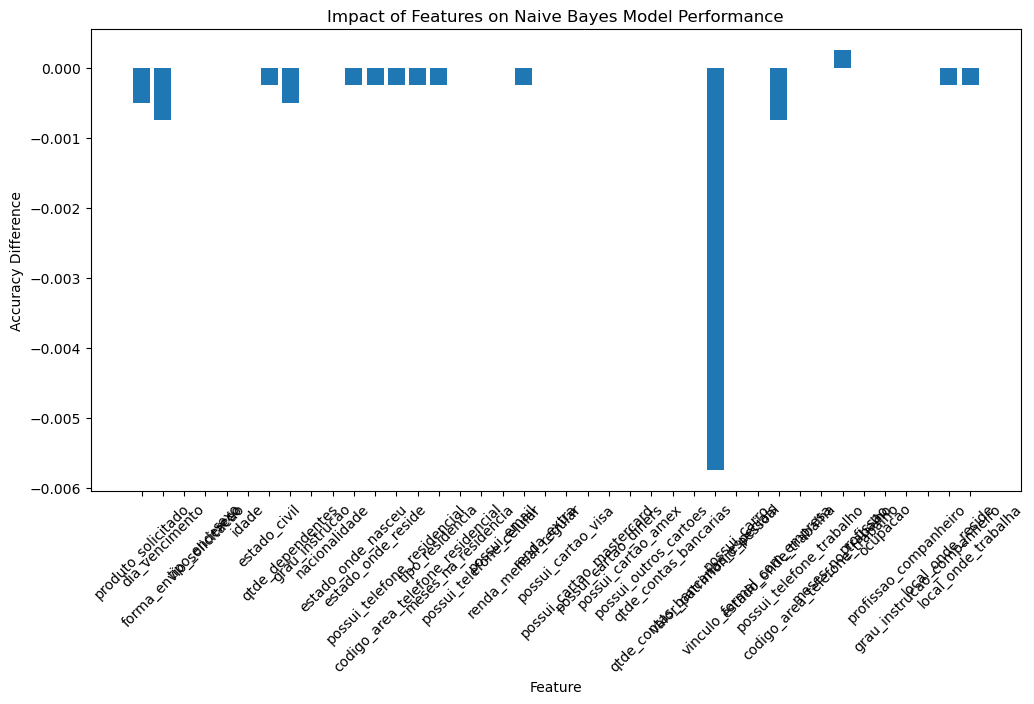 Impact of Features on Naive Bayes Model Performance
Accuracy Difference
0.000
−0.001
−0.002
−0.003
−0.004
−0.005
−0.006
produto_solicitado
dia_vencimento
forma_envio_solicitacao
tipo_endereco
sexo
idade
estado_civil
qtde_dependentes
grau_instrucao
nacionalidade
estado_onde_nasceu
estado_onde_reside
possui_telefone_residencial
codigo_area_telefone_residencial
tipo_residencia
meses_na_residencia
possui_telefone_celular
possui_email
renda_mensal_regular
renda_extra
possui_cartao_visa
possui_cartao_mastercard
possui_cartao_diners
possui_cartao_amex
possui_outros_cartoes
qtde_contas_bancarias
possui_carro
vinculo_formal_com_empresa
estado_onde_trabalha
possui_telefone_trabalho
codigo_area_telefone_trabalho
meses_no_trabalho
profissao
ocupacao
profissao_companheiro
grau_instrucao_companheiro
local_onde_reside
local_onde_trabalha
Feature